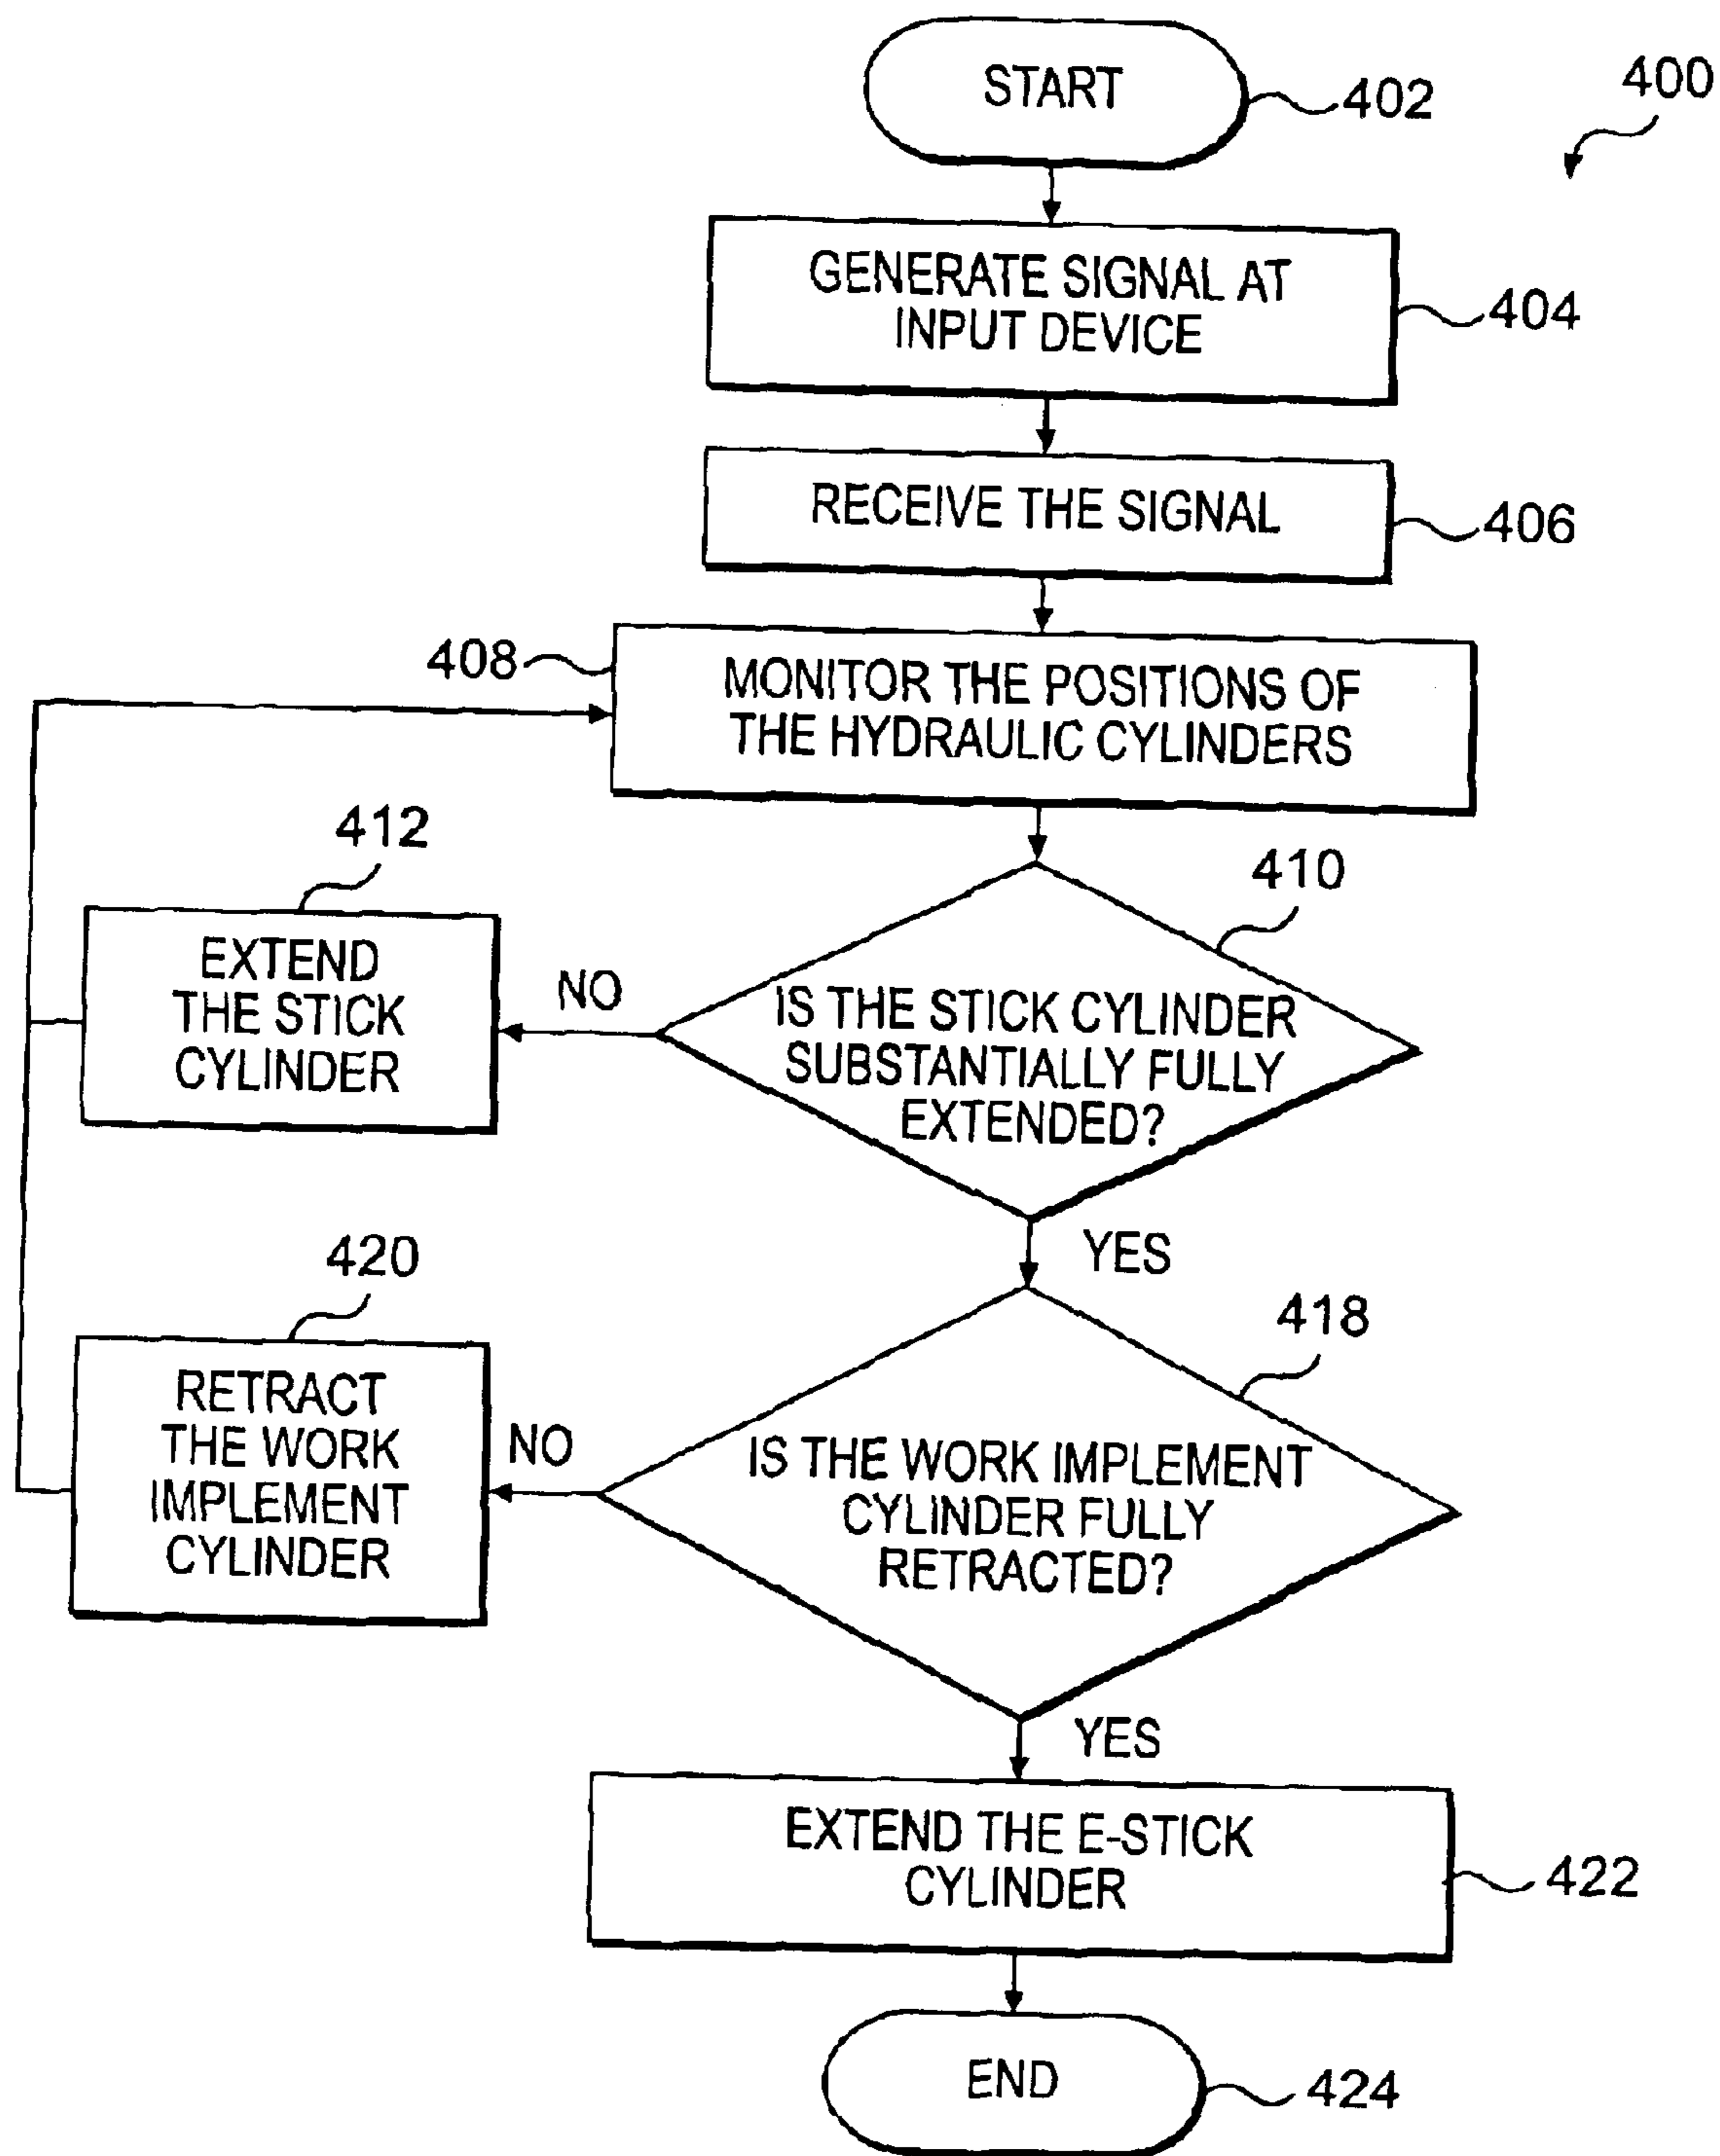 START
402
400
GENERATE SIGNAL AT
INPUT DEVICE
404
RECEIVE THE SIGNAL
406
408
MONITOR THE POSITIONS OF
THE HYDRAULIC CYLINDERS
412
410
EXTEND
THE STICK
CYLINDER
NO
IS THE STICK CYLINDER
SUBSTANTIALLY FULLY
EXTENDED?
YES
420
418
RETRACT
THE WORK
IMPLEMENT
CYLINDER
NO
IS THE WORK IMPLEMENT
CYLINDER FULLY
RETRACTED?
YES
EXTEND THE E-STICK
CYLINDER
422
END
424